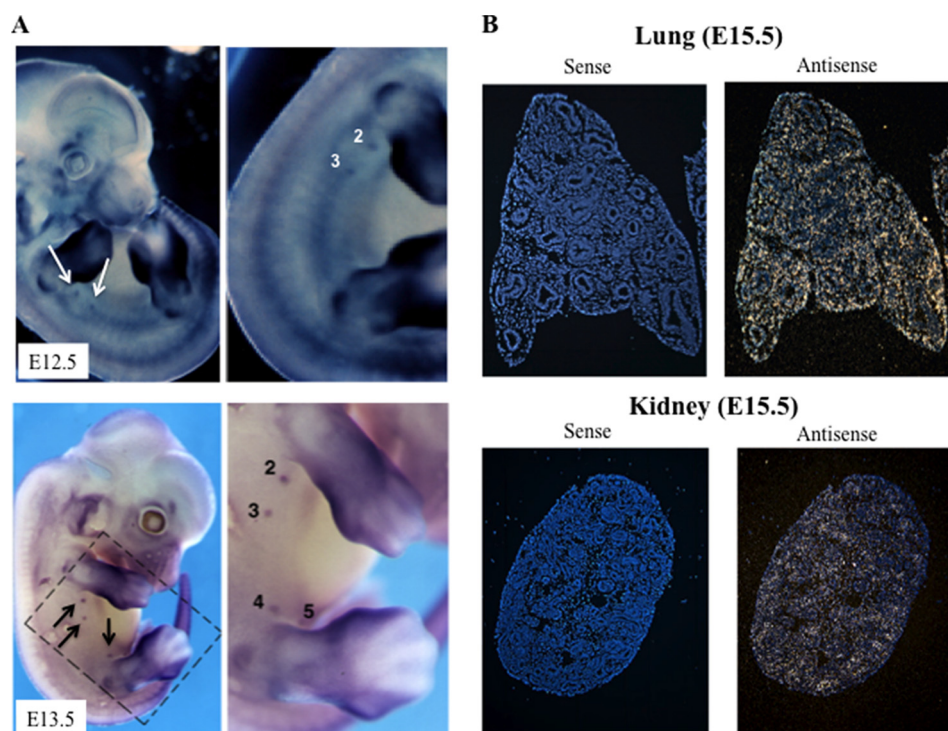 A
B
Lung (E15.5)
Sense
Antisense
2
3
E12.5
Kidney (E15.5)
Sense
Antisense
2
3
4
5
E13.5